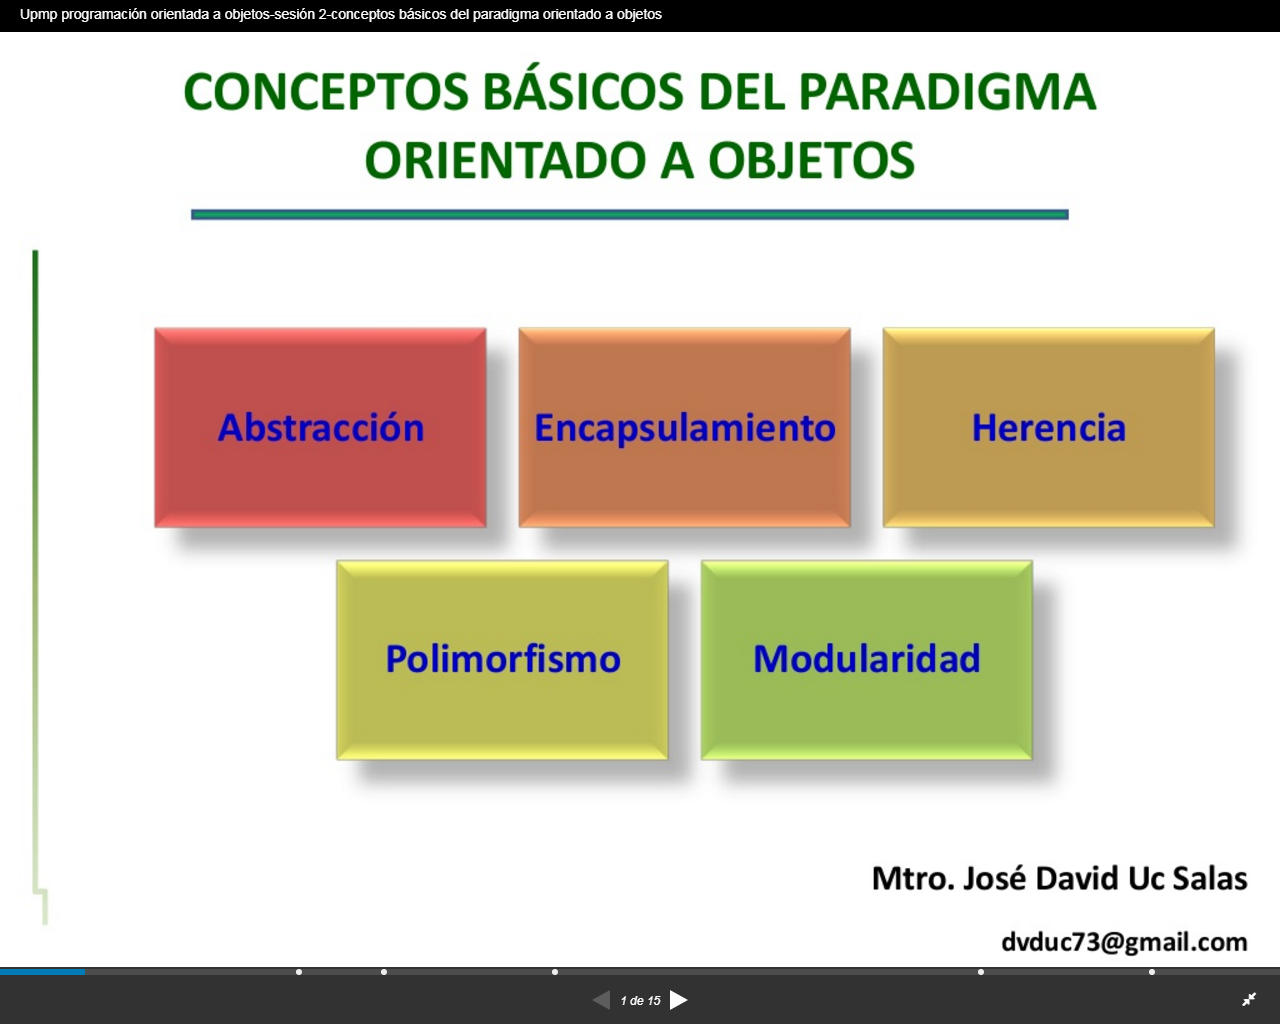 Upmp programación orientada a objetos-sesión 2-conceptos básicos del paradigma orientado a objetos
CONCEPTOS BÁSICOS DEL PARADIGMA
ORIENTADO A OBJETOS
Abstracción
Encapsulamiento
Herencia
Polimorfismo
Modularidad
Mtro. José David Uc Salas
dvduc73@gmail.com
1 de 15